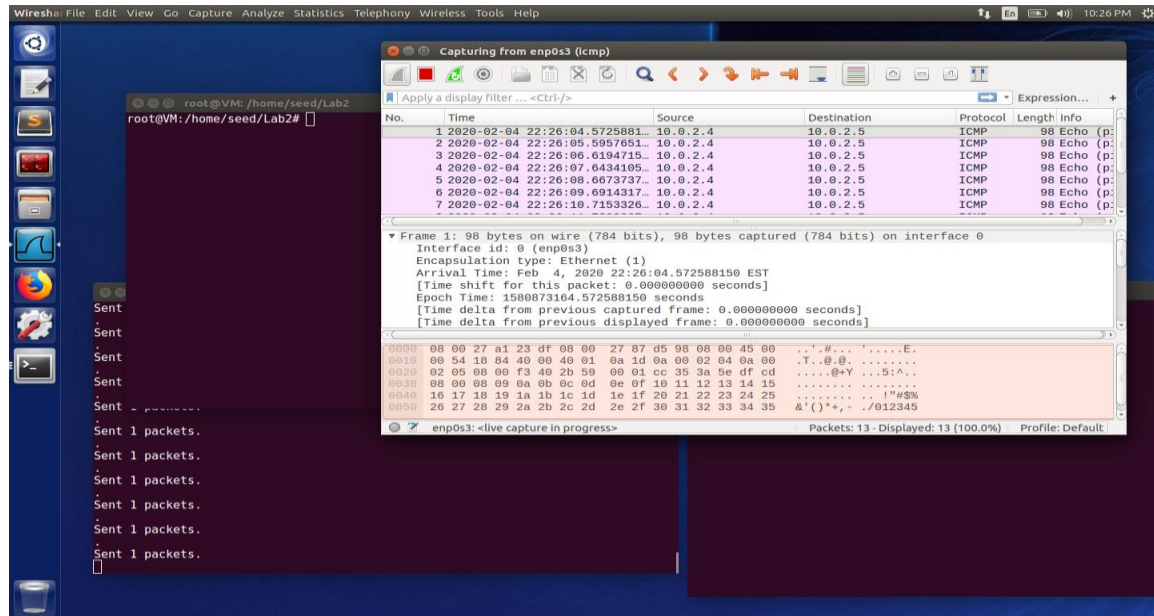 Wiresha File Edit View Go Capture Analyze Statistics Telephony Wireless Tools Help En 10:26 PM
Capturing from enp0s3 (icmp)
Apply a display filter ... <Ctrl-/> Expression... +
No. Time Source Destination Protocol Length Info
1 2020-02-04 22:26:04.5725881… 10.0.2.4 10.0.2.5 ICMP 98 Echo (pi
2 2020-02-04 22:26:05.5957651… 10.0.2.4 10.0.2.5 ICMP 98 Echo (pi
3 2020-02-04 22:26:06.6194715… 10.0.2.4 10.0.2.5 ICMP 98 Echo (pi
4 2020-02-04 22:26:07.6434105… 10.0.2.4 10.0.2.5 ICMP 98 Echo (pi
5 2020-02-04 22:26:08.6673737… 10.0.2.4 10.0.2.5 ICMP 98 Echo (pi
6 2020-02-04 22:26:09.6914317… 10.0.2.4 10.0.2.5 ICMP 98 Echo (pi
7 2020-02-04 22:26:10.7153326… 10.0.2.4 10.0.2.5 ICMP 98 Echo (pi
Frame 1: 98 bytes on wire (784 bits), 98 bytes captured (784 bits) on interface 0
Interface id: 0 (enp0s3)
Encapsulation type: Ethernet (1)
Arrival Time: Feb 4, 2020 22:26:04.572588150 EST
[Time shift for this packet: 0.000000000 seconds]
Epoch Time: 1580873164.572588150 seconds
[Time delta from previous captured frame: 0.000000000 seconds]
[Time delta from previous displayed frame: 0.000000000 seconds]
0000 08 00 27 a1 23 df 08 00 27 87 d5 98 08 00 45 00 ..'.#... '.....E.
0010 00 54 18 84 40 00 40 01 0a 1d 0a 00 02 04 0a 00 .T..@.@. ........
0020 02 05 08 00 f3 40 2b 59 00 01 cc 35 3a 5e df cd .....@+Y ...5:^..
0030 08 00 08 09 0a 0b 0c 0d 0e 0f 10 11 12 13 14 15 ........ ........
0040 16 17 18 19 1a 1b 1c 1d 1e 1f 20 21 22 23 24 25 ........ .. !"#$%
0050 26 27 28 29 2a 2b 2c 2d 2e 2f 30 31 32 33 34 35 &'()*+,- ./012345
enp0s3: <live capture in progress> Packets: 13 · Displayed: 13 (100.0%) Profile: Default
root@VM: /home/seed/Lab2
root@VM:/home/seed/Lab2#
Sent
.
Sent
.
Sent
.
Sent
.
Sent
.
Sent 1 packets.
.
Sent 1 packets.
.
Sent 1 packets.
.
Sent 1 packets.
.
Sent 1 packets.
.
Sent 1 packets.